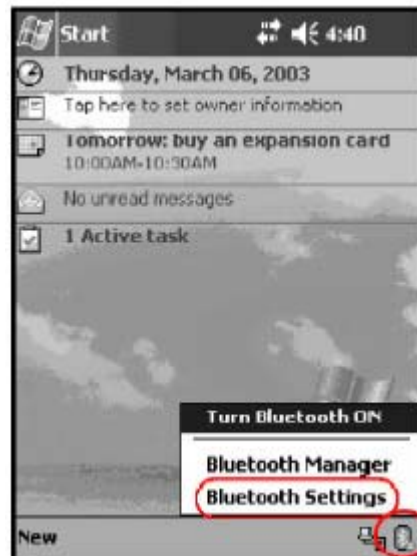 Start 4:40
Thursday, March 06, 2003
Tap here to set owner information
Tomorrow: buy an expansion card
10:00AM-10:30AM
No unread messages
1 Active task
Turn Bluetooth ON
Bluetooth Manager
Bluetooth Settings
New